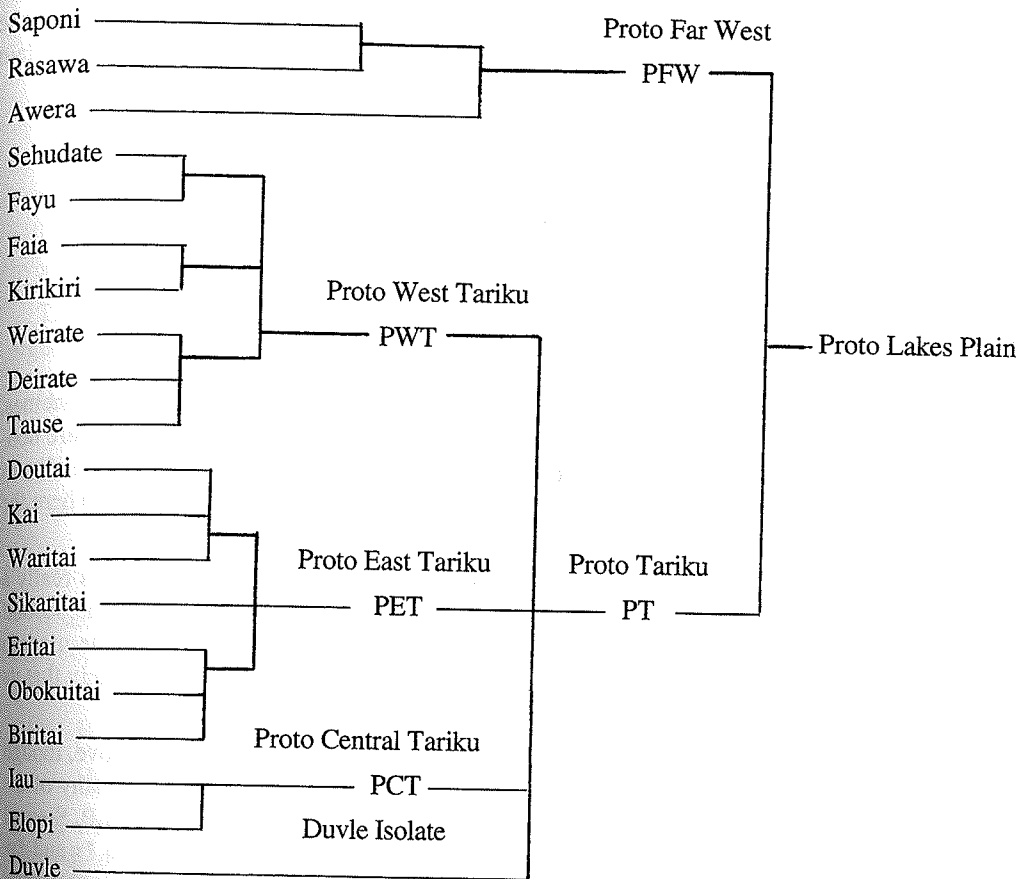 Saponi
Proto Far West
Rasawa
PFW
Awera
Sehudate
Fayu
Faia
Kirikiri
Proto West Tariku
Weirate
PWT
Proto Lakes Plain
Deirate
Tause
Doutai
Kai
Waritai
Proto East Tariku
Proto Tariku
Sikaritai
PET
PT
Eritai
Obokuitai
Biritai
Proto Central Tariku
Iau
PCT
Elopi
Duvle Isolate
Duvle